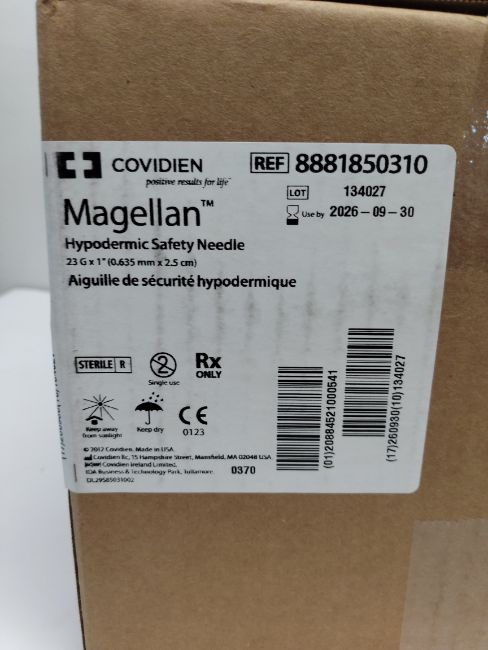 COVIDIEN
positive results for life™
REF 8881850310
LOT 134027
Use by 2026-09-30
Magellan™
Hypodermic Safety Needle
23 G x 1" (0.635 mm x 2.5 cm)
Aiguille de sécurité hypodermique
STERILE R
2
Single use
Rx
ONLY
Keep away
from sunlight
Keep dry
CE
0123
(01)20884521000541
(17)260930(10)134027
© 2012 Covidien. Made in USA.
Covidien llc, 15 Hampshire Street, Mansfield, MA 02048 USA
Covidien Ireland Limited,
IDA Business & Technology Park, Tullamore.
0370